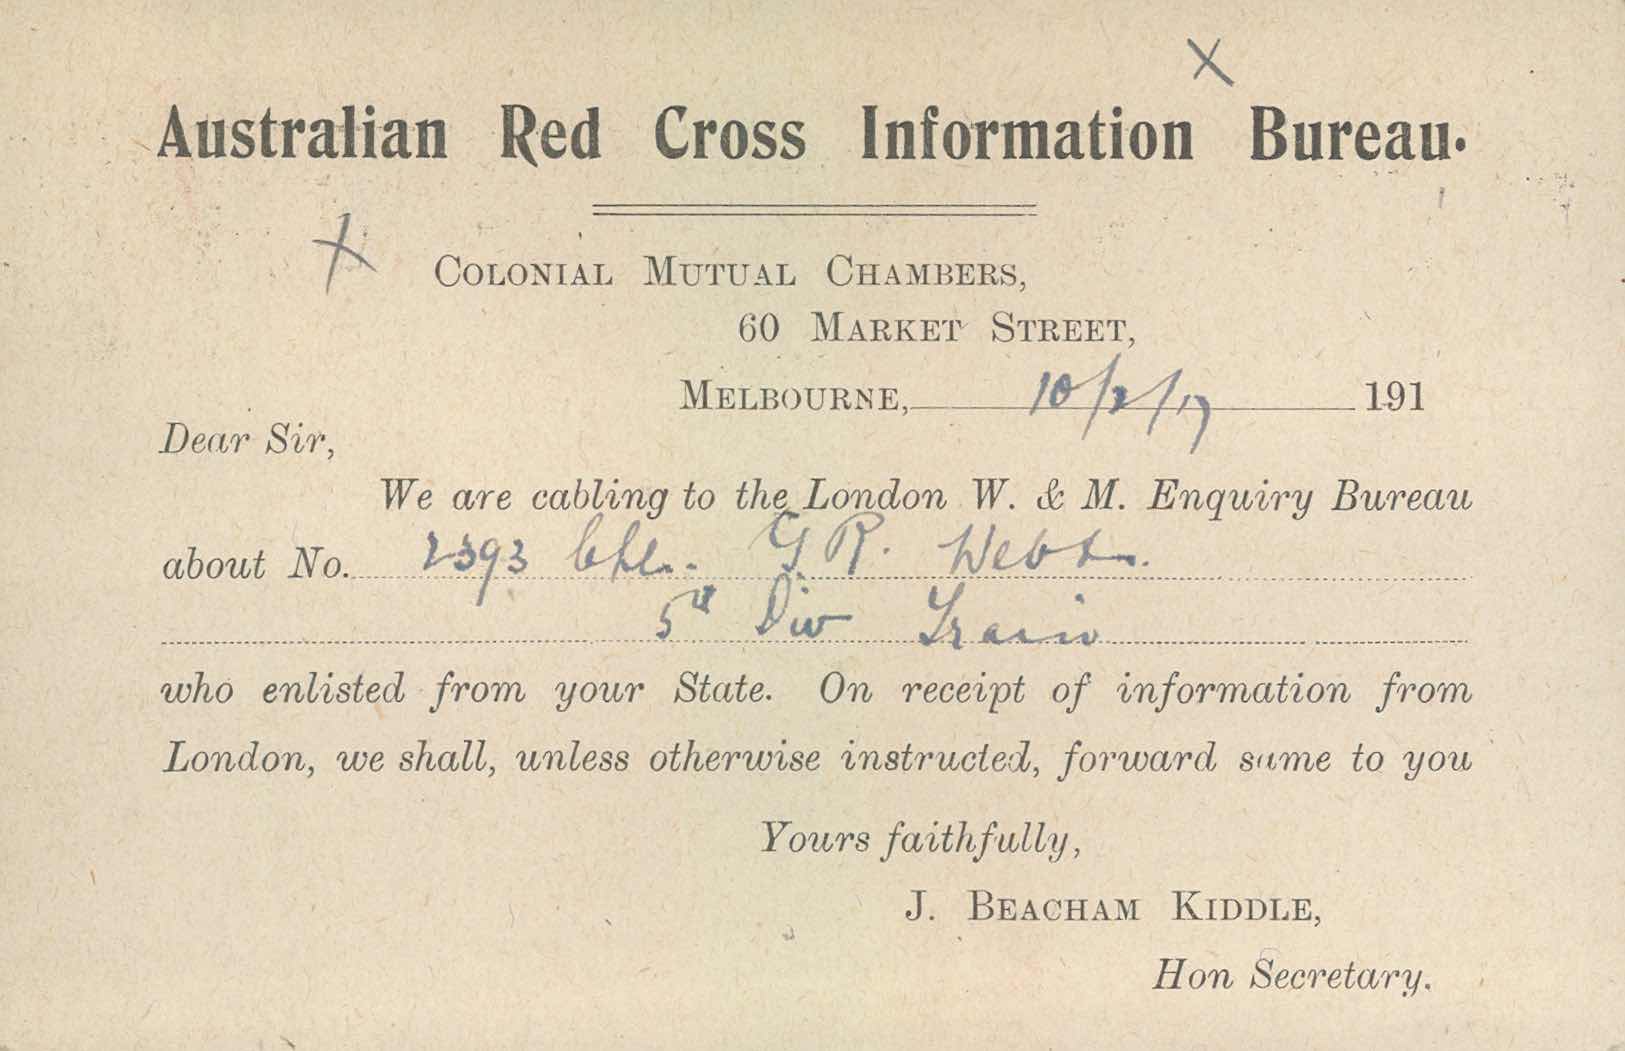 Australian Red Cross Information Bureau.
COLONIAL MUTUAL CHAMBERS,
60 MARKET STREET,
MELBOURNE, 10/2/17 191
Dear Sir,
We are cabling to the London W. & M. Enquiry Bureau
about No. 2393 Cpl. G.R. Webb.
5th Div Train
who enlisted from your State. On receipt of information from
London, we shall, unless otherwise instructed, forward same to you
Yours faithfully,
J. BEACHAM KIDDLE,
Hon Secretary.